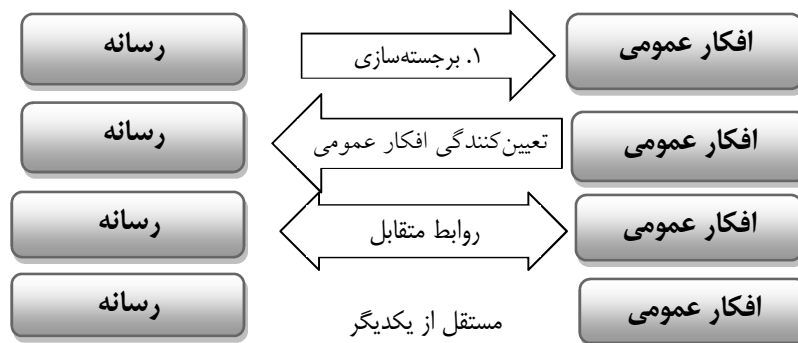 افکار عمومی
۱. برجسته‌سازی
رسانه
افکار عمومی
تعیین‌کنندگی افکار عمومی
رسانه
افکار عمومی
روابط متقابل
رسانه
افکار عمومی
مستقل از یکدیگر
رسانه